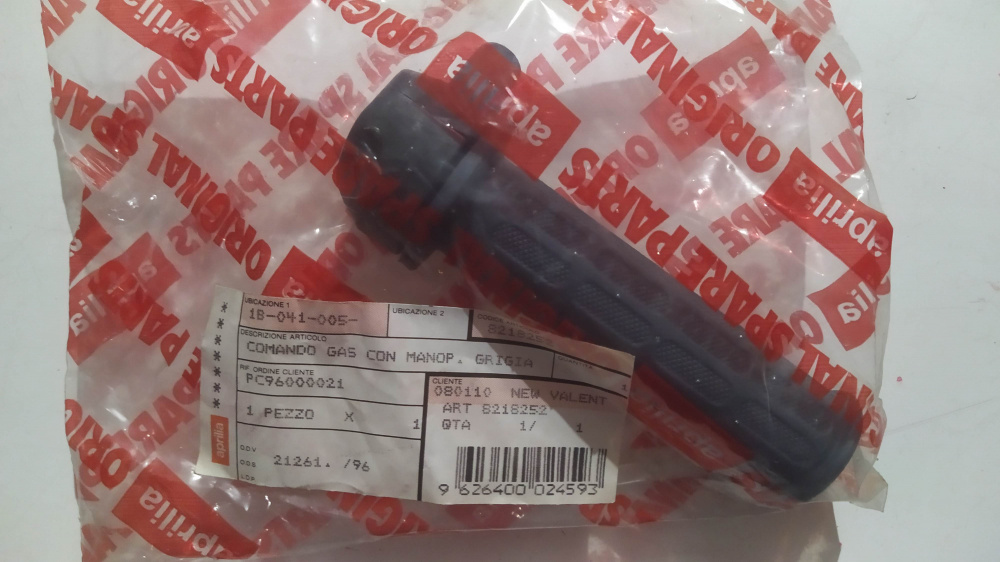 aprilia
ORIGINAL SPARE PARTS
UBICAZIONE 1
1B-041-005-
UBICAZIONE 2
8218252
DESCRIZIONE ARTICOLO
COMANDO GAS CON MANOP. GRIGIA
1
RIF. ORDINE CLIENTE
PC96000021
CLIENTE
080110 NEW VALENT
1 PEZZO X 1
ART 8218252
QTA 1/ 1
O.D.V
21261. /96
aprilia
9 626400 024593